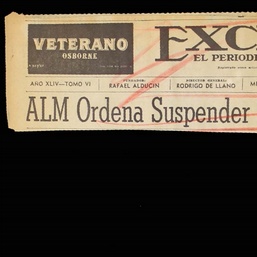 VETERANO
OSBORNE
EXC
EL PERIODI
AÑO XLIV—TOMO VI
FUNDADOR:
RAFAEL ALDUCIN
DIRECTOR GENERAL:
RODRIGO DE LLANO
ME
ALM Ordena Suspender